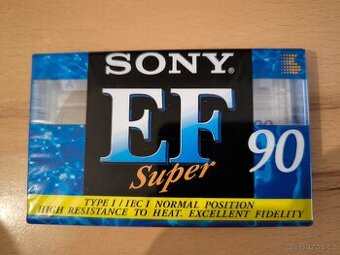 SONY®
EF
Super
90
TYPE I / IEC I NORMAL POSITION
HIGH RESISTANCE TO HEAT. EXCELLENT FIDELITY